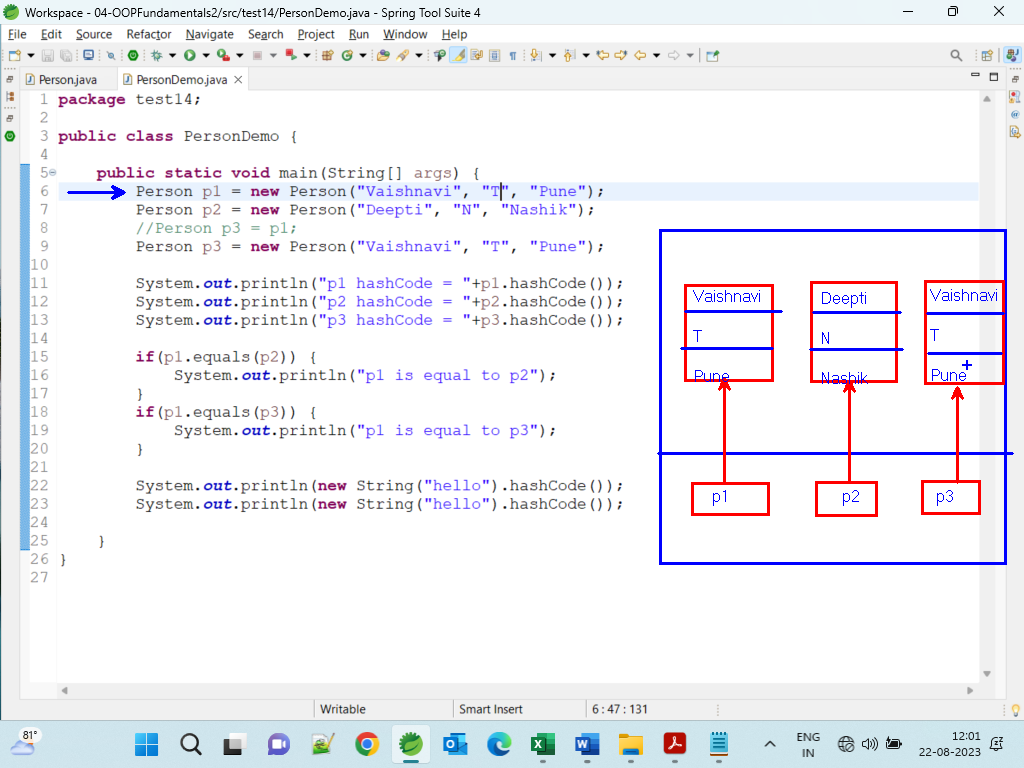 Workspace - 04-OOPFundamentals2/src/test14/PersonDemo.java - Spring Tool Suite 4
File Edit Source Refactor Navigate Search Project Run Window Help
Person.java PersonDemo.java
1 package test14;
2
3 public class PersonDemo {
4
5 public static void main(String[] args) {
6 Person p1 = new Person("Vaishnavi", "T", "Pune");
7 Person p2 = new Person("Deepti", "N", "Nashik");
8 //Person p3 = p1;
9 Person p3 = new Person("Vaishnavi", "T", "Pune");
10
11 System.out.println("p1 hashCode = "+p1.hashCode());
12 System.out.println("p2 hashCode = "+p2.hashCode());
13 System.out.println("p3 hashCode = "+p3.hashCode());
14
15 if(p1.equals(p2)) {
16 System.out.println("p1 is equal to p2");
17 }
18 if(p1.equals(p3)) {
19 System.out.println("p1 is equal to p3");
20 }
21
22 System.out.println(new String("hello").hashCode());
23 System.out.println(new String("hello").hashCode());
24
25 }
26 }
27
Vaishnavi Deepti Vaishnavi
T N T
Pune Nashik Pune
p1 p2 p3
Writable Smart Insert 6 : 47 : 131
81°
ENG
IN
12:01
22-08-2023